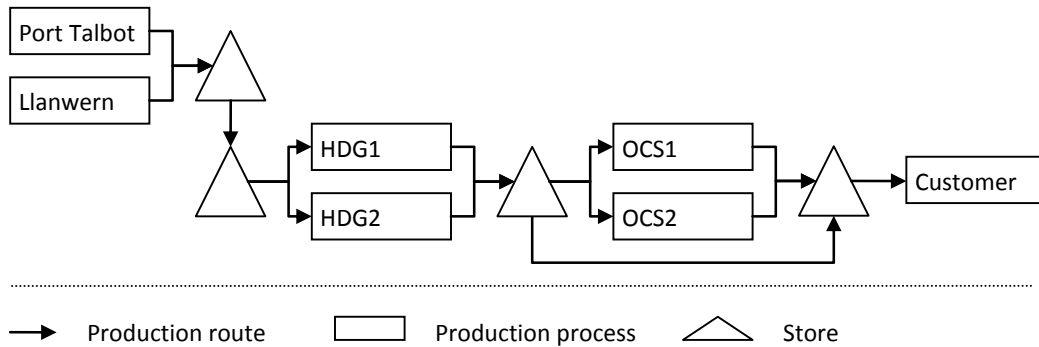 Port Talbot
Llanwern
HDG1
HDG2
OCS1
OCS2
Customer
Production route
Production process
Store